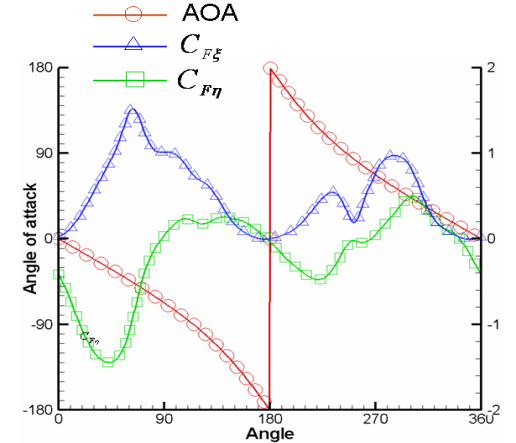 AOA
C_Fξ
C_Fη
180 2
90 1
Angle of attack
0 0
C_Fη
-90 -1
-180 -2
0 90 180 270 360
Angle